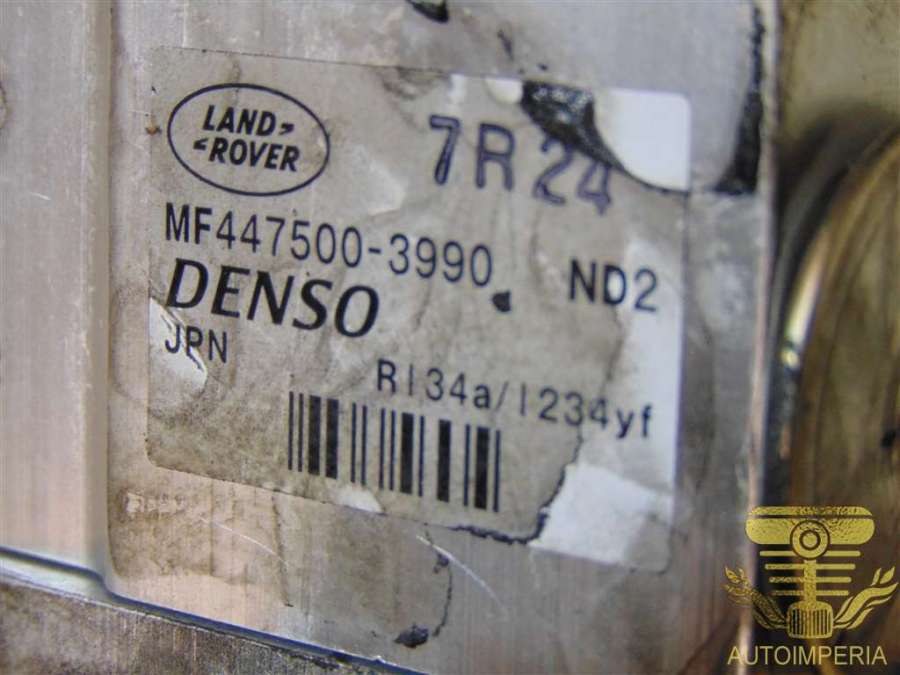 LAND
ROVER
7R24
MF447500-3990
ND2
DENSO
JPN
R134a/1234yf
AUTOIMPERIA